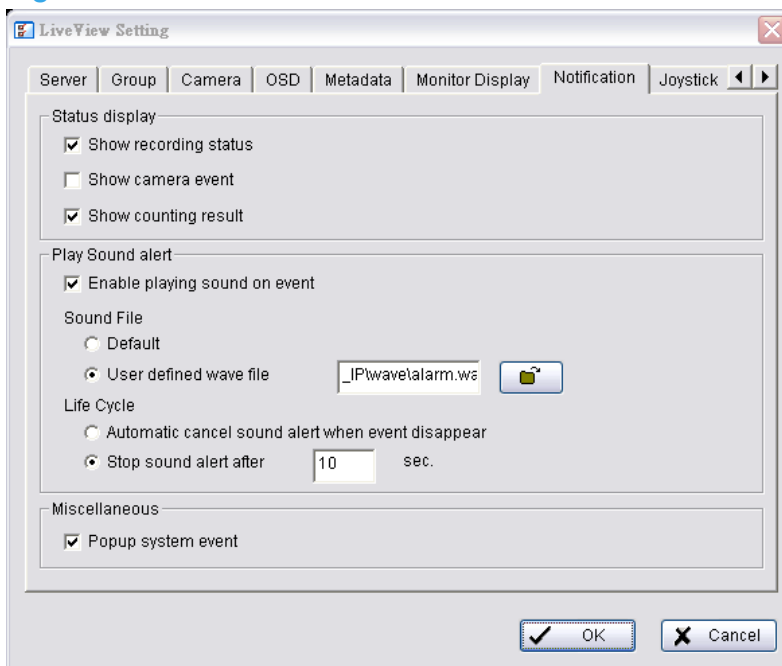 LiveView Setting
Server Group Camera OSD Metadata Monitor Display Notification Joystick
Status display
Show recording status
Show camera event
Show counting result
Play Sound alert
Enable playing sound on event
Sound File
Default
User defined wave file _IP\wave\alarm.wa
Life Cycle
Automatic cancel sound alert when event disappear
Stop sound alert after 10 sec.
Miscellaneous
Popup system event
OK Cancel